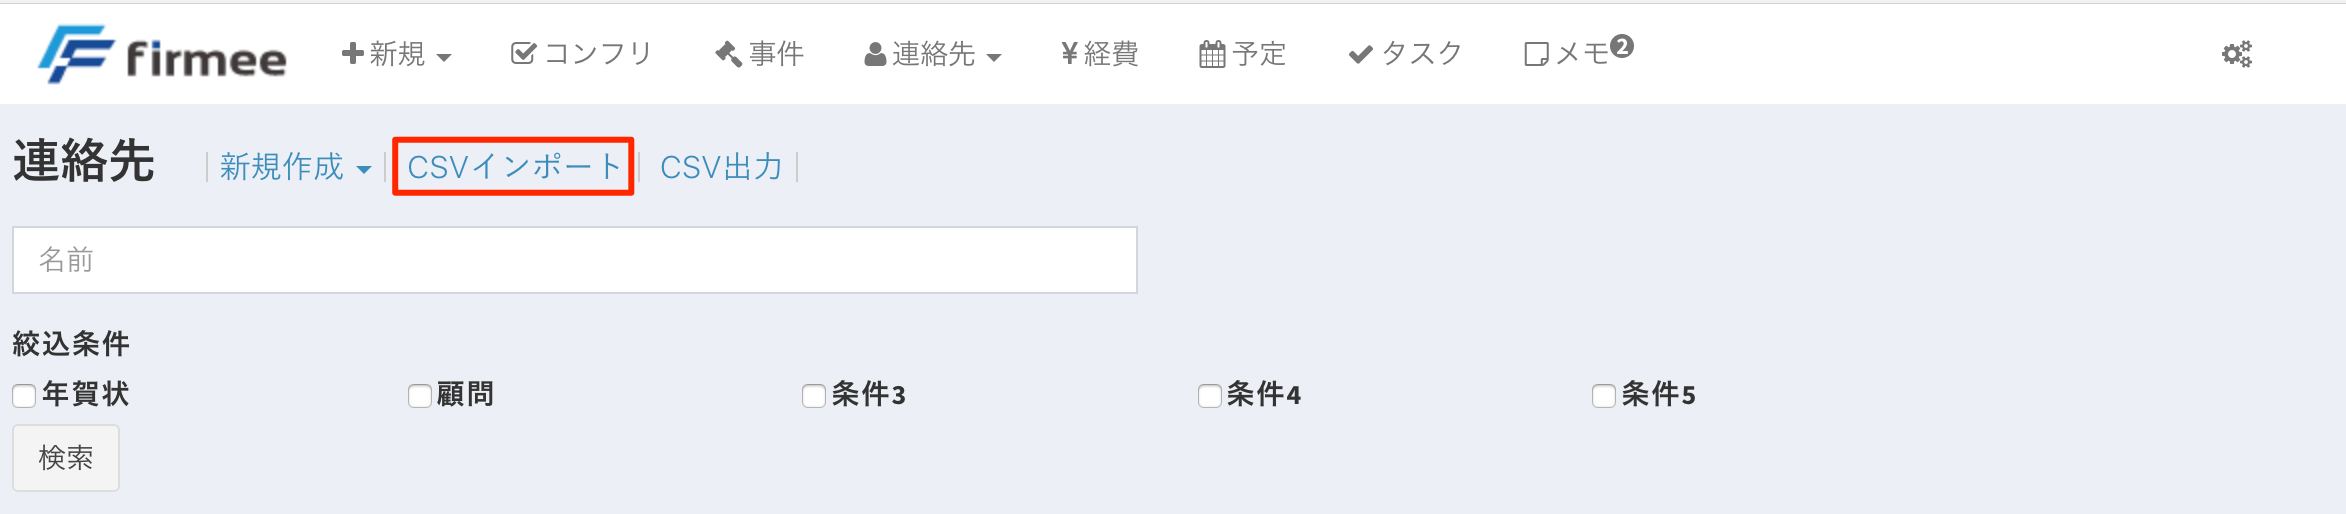 firmee 新規 コンフリ 事件 連絡先 ¥経費 予定 タスク メモ2
連絡先 新規作成 CSVインポート CSV出力
名前
絞込条件
年賀状 顧問 条件3 条件4 条件5
検索